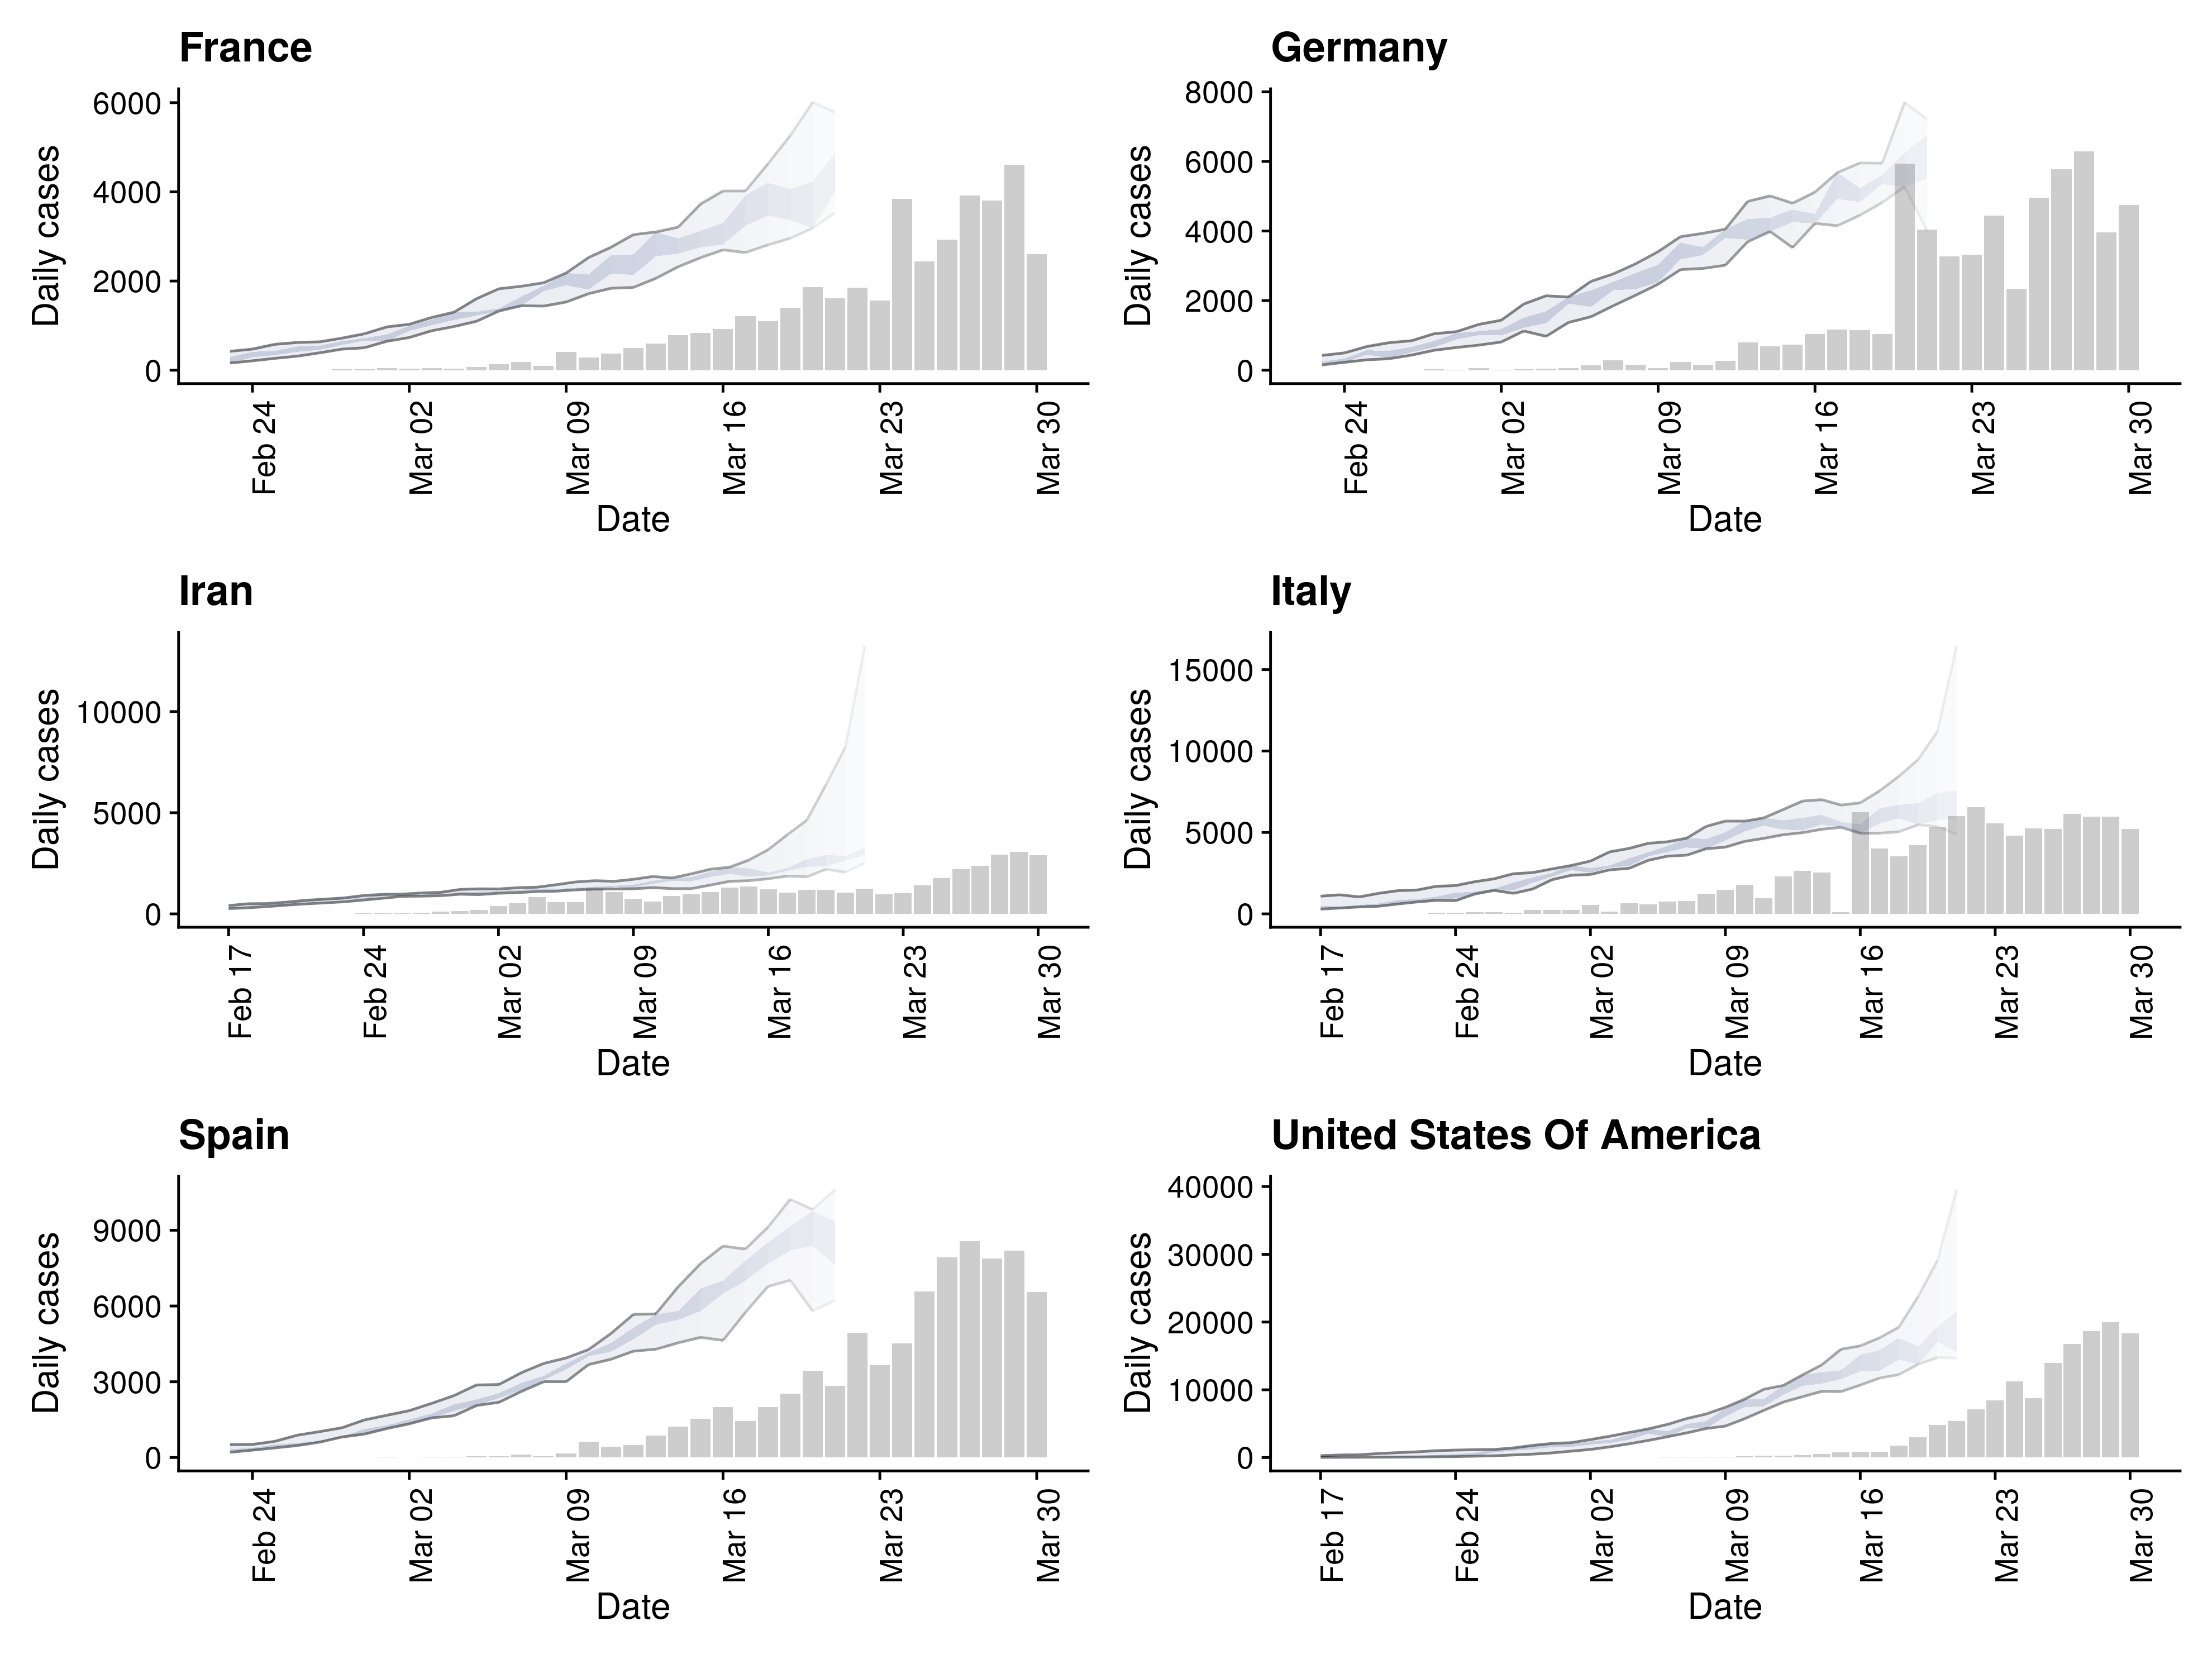 France
Daily cases
6000
4000
2000
0
Feb 24
Mar 02
Mar 09
Mar 16
Mar 23
Mar 30
Date
Germany
Daily cases
8000
6000
4000
2000
0
Feb 24
Mar 02
Mar 09
Mar 16
Mar 23
Mar 30
Date
Iran
Daily cases
10000
5000
0
Feb 17
Feb 24
Mar 02
Mar 09
Mar 16
Mar 23
Mar 30
Date
Italy
Daily cases
15000
10000
5000
0
Feb 17
Feb 24
Mar 02
Mar 09
Mar 16
Mar 23
Mar 30
Date
Spain
Daily cases
9000
6000
3000
0
Feb 24
Mar 02
Mar 09
Mar 16
Mar 23
Mar 30
Date
United States Of America
Daily cases
40000
30000
20000
10000
0
Feb 17
Feb 24
Mar 02
Mar 09
Mar 16
Mar 23
Mar 30
Date